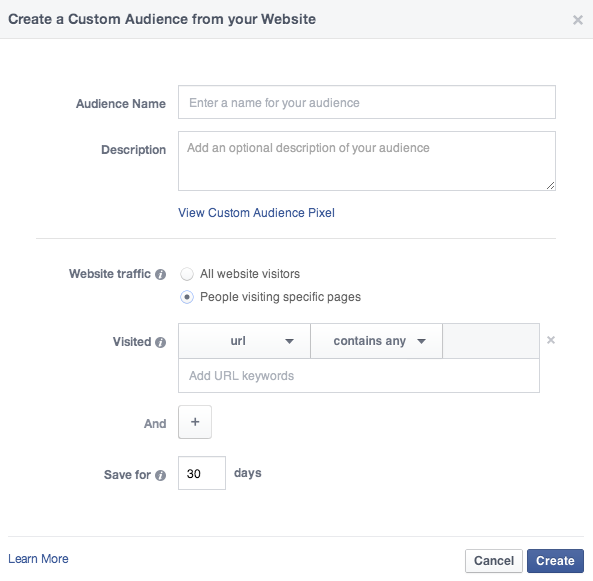 Create a Custom Audience from your Website ×
Audience Name Enter a name for your audience
Description Add an optional description of your audience
View Custom Audience Pixel
Website traffic i All website visitors
People visiting specific pages
Visited i url contains any ×
Add URL keywords
And +
Save for i 30 days
Learn More Cancel Create